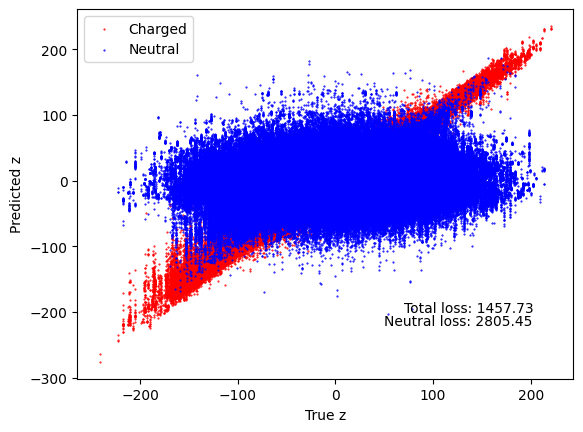 Charged
Neutral
200
100
0
−100
−200
−300
Predicted z
Total loss: 1457.73
Neutral loss: 2805.45
−200
−100
0
100
200
True z